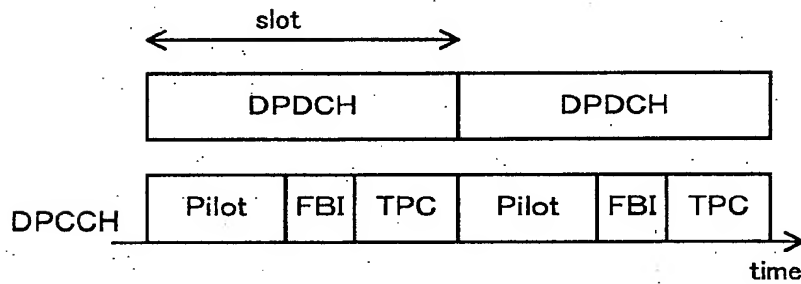 slot
DPDCH DPDCH
DPCCH Pilot FBI TPC Pilot FBI TPC
time